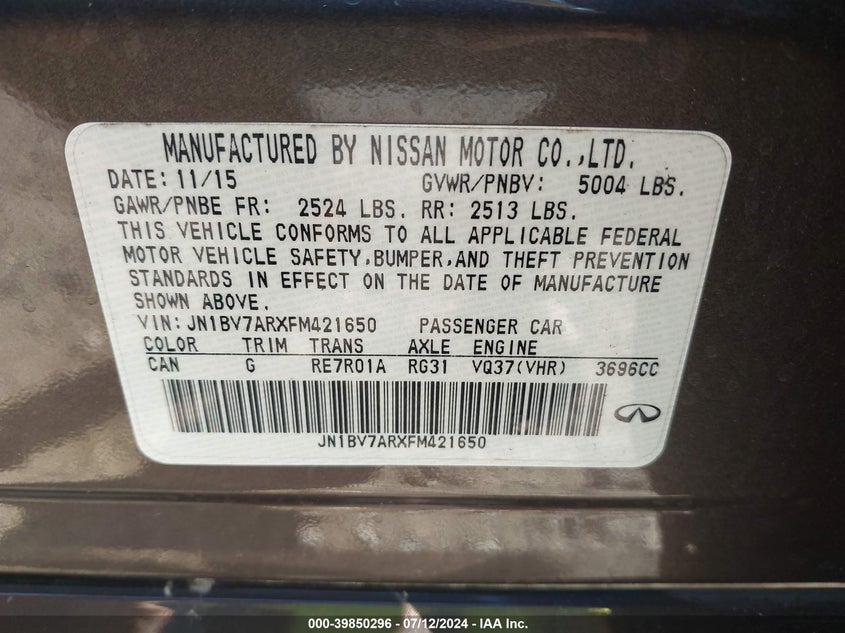 MANUFACTURED BY NISSAN MOTOR CO.,LTD.
DATE: 11/15 GVWR/PNBV: 5004 LBS.
GAWR/PNBE FR: 2524 LBS. RR: 2513 LBS.
THIS VEHICLE CONFORMS TO ALL APPLICABLE FEDERAL
MOTOR VEHICLE SAFETY,BUMPER,AND THEFT PREVENTION
STANDARDS IN EFFECT ON THE DATE OF MANUFACTURE
SHOWN ABOVE.
VIN: JN1BV7ARXFM421650 PASSENGER CAR
COLOR TRIM TRANS AXLE ENGINE
CAN G RE7R01A RG31 VQ37(VHR) 3696CC
JN1BV7ARXFM421650
000-39850296 - 07/12/2024 - IAA Inc.